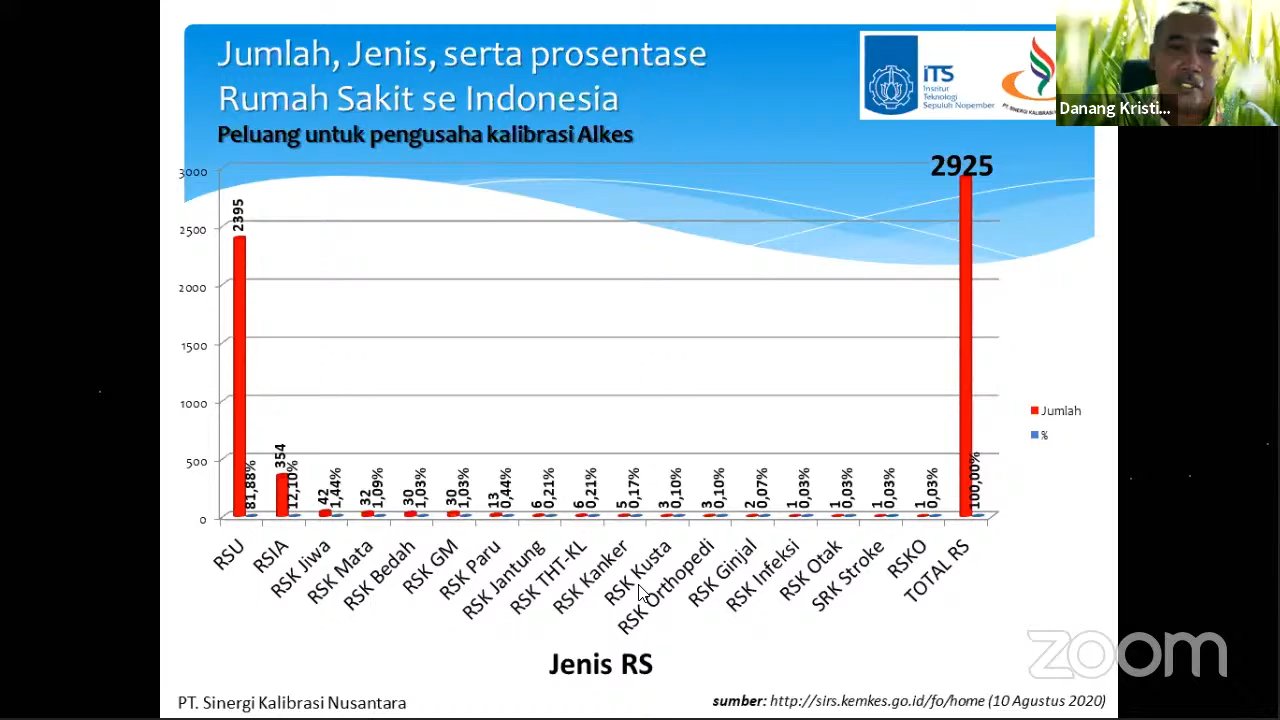 Jumlah, Jenis, serta prosentase
Rumah Sakit se Indonesia
Peluang untuk pengusaha kalibrasi Alkes
ITS
Institut
Teknologi
Sepuluh Nopember
PT. SINERGI KALIBRASI
Danang Kristi...
3000
2500
2000
1500
1000
500
0
2395
81,88%
354
12,10%
42
1,44%
32
1,09%
30
1,03%
30
1,03%
13
0,44%
6
0,21%
6
0,21%
5
0,17%
3
0,10%
3
0,10%
2
0,07%
1
0,03%
1
0,03%
1
0,03%
1
0,03%
2925
100,00%
RSU
RSIA
RSK Jiwa
RSK Mata
RSK Bedah
RSK GM
RSK Paru
RSK Jantung
RSK THT-KL
RSK Kanker
RSK Kusta
RSK Orthopedi
RSK Ginjal
RSK Infeksi
RSK Otak
SRK Stroke
RSKO
TOTAL RS
Jumlah
%
Jenis RS
zoom
PT. Sinergi Kalibrasi Nusantara
sumber: http://sirs.kemkes.go.id/fo/home (10 Agustus 2020)